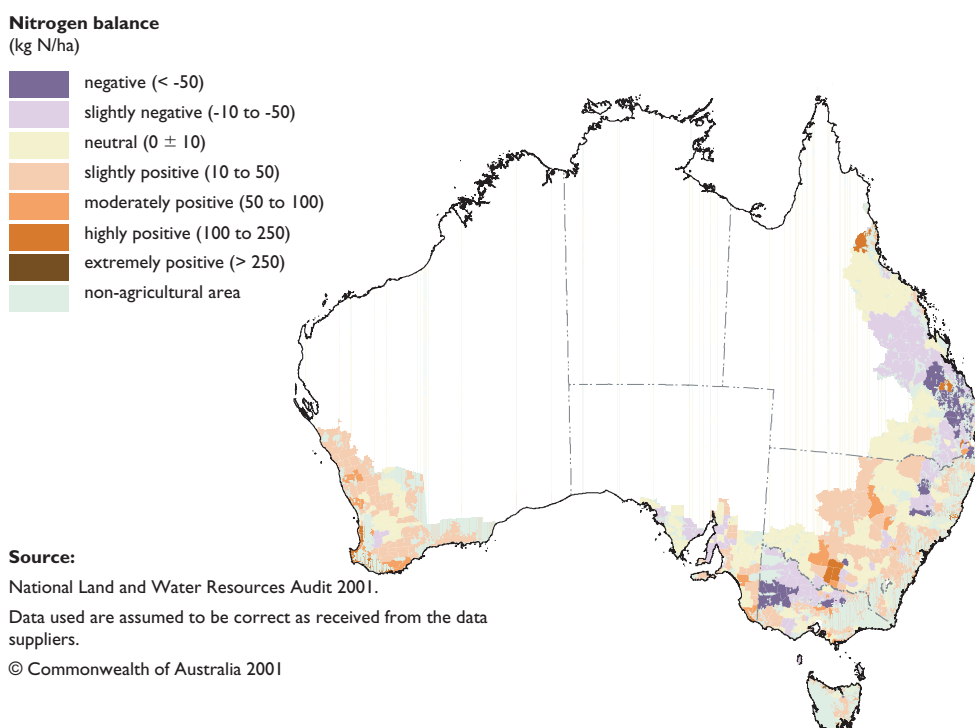 Nitrogen balance
(kg N/ha)
negative (< -50)
slightly negative (-10 to -50)
neutral (0 ± 10)
slightly positive (10 to 50)
moderately positive (50 to 100)
highly positive (100 to 250)
extremely positive (> 250)
non-agricultural area
Source:
National Land and Water Resources Audit 2001.
Data used are assumed to be correct as received from the data
suppliers.
© Commonwealth of Australia 2001